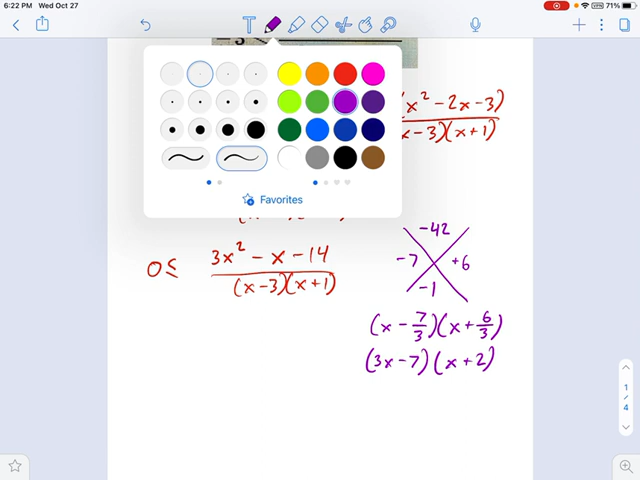 6:22 PM Wed Oct 27
71%
T
3
(x² - 2x - 3)
x - 3)(x + 1)
Favorites
0 ≤ 3x² - x - 14
(x - 3)(x + 1)
-42
-7 +6
-1
(x - 7/3)(x + 6/3)
(3x - 7)(x + 2)
1
/
4